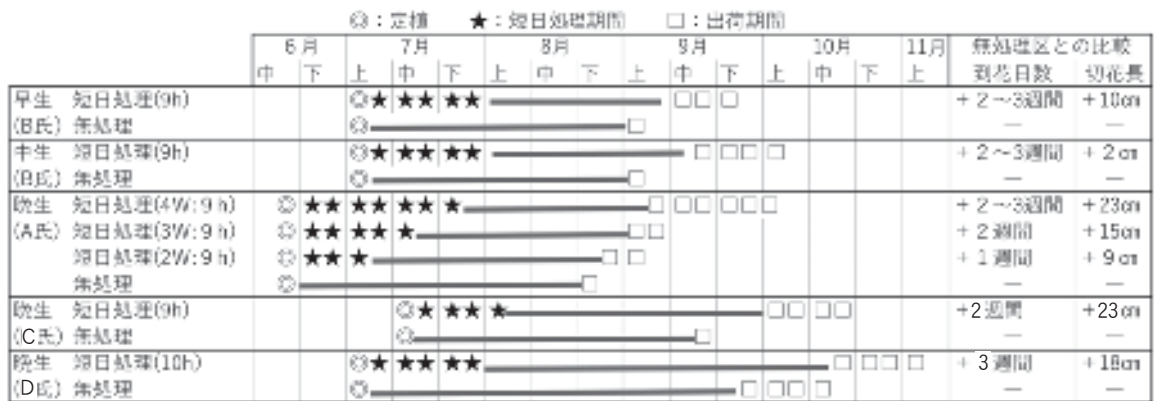 ◎：定植　★：短日処理期間　□：出荷期間
6月 7月 8月 9月 10月 11月 無処理区との比較
中 下 上 中 下 上 中 下 上 中 下 上 中 下 上 到花日数 切花長
早生 短日処理(9h) ◎★ ★★ ★★ □□ □ +2～3週間 +10cm
(B氏) 無処理 ◎ □ — —
中生 短日処理(9h) ◎★ ★★ ★★ □ □□ □ +2～3週間 +2cm
(B氏) 無処理 ◎ □ — —
晩生 短日処理(4W:9h) ◎ ★★ ★★ ★★ ★ □ □□ □□ □ +2～3週間 +23cm
(A氏) 短日処理(3W:9h) ◎ ★★ ★★ ★ □□ +2週間 +15cm
短日処理(2W:9h) ◎ ★★ ★ □ □ +1週間 +9cm
無処理 ◎ □ — —
晩生 短日処理(9h) ◎★ ★★ ★ □□ □□ +2週間 +23cm
(C氏) 無処理 ◎ □ — —
晩生 短日処理(10h) ◎★ ★★ ★★ □ □□ □ +3週間 +18cm
(D氏) 無処理 ◎ □ □□ □ — —